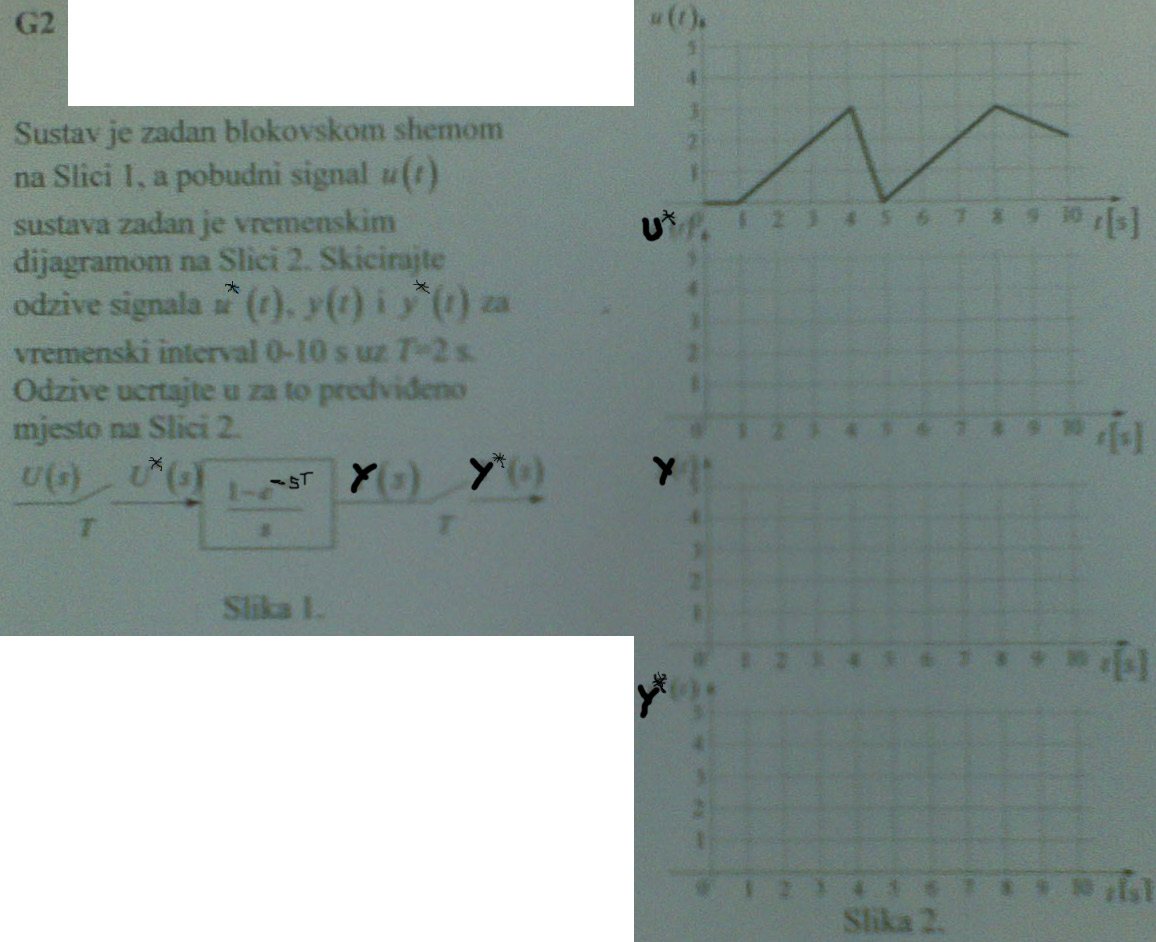 G2
Sustav je zadan blokovskom shemom
na Slici 1, a pobudni signal u(t)
sustava zadan je vremenskim
dijagramom na Slici 2. Skicirajte
odzive signala u*(t), y(t) i y*(t) za
vremenski interval 0-10 s uz T=2 s.
Odzive ucrtajte u za to predviđeno
mjesto na Slici 2.
U(s) U*(s) Y(s) Y*(s)
1-e-sT
s
T T
Slika 1.
u(t)
5
4
3
2
1
0 1 2 3 4 5 6 7 8 9 10 t[s]
U*(t)
5
4
3
2
1
0 1 2 3 4 5 6 7 8 9 10 t[s]
Y
4
3
2
1
0 1 2 3 4 5 6 7 8 9 10 t[s]
Y*(t)
5
4
3
2
1
0 1 2 3 4 5 6 7 8 9 10 t[s]
Slika 2.